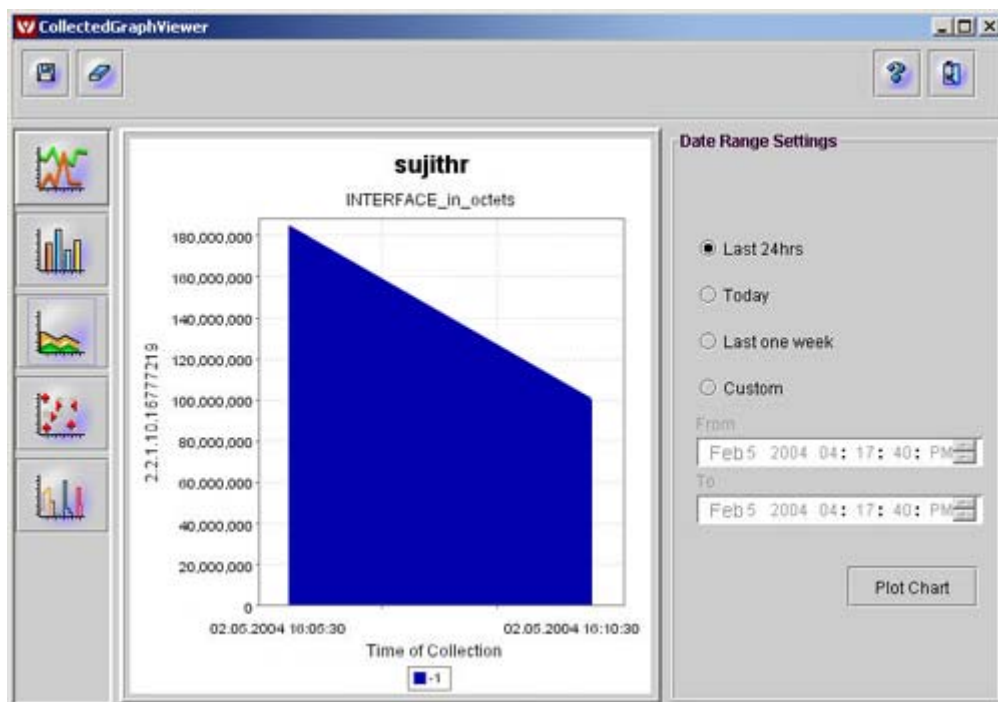 CollectedGraphViewer
sujithr
INTERFACE_in_octets
180,000,000
160,000,000
140,000,000
120,000,000
100,000,000
80,000,000
60,000,000
40,000,000
20,000,000
0
2.2.1.10.16777219
02.05.2004 16:05:30
02.05.2004 16:10:30
Time of Collection
-1
Date Range Settings
Last 24hrs
Today
Last one week
Custom
From
Feb 5 2004 04: 17: 40: PM
To
Feb 5 2004 04: 17: 40: PM
Plot Chart